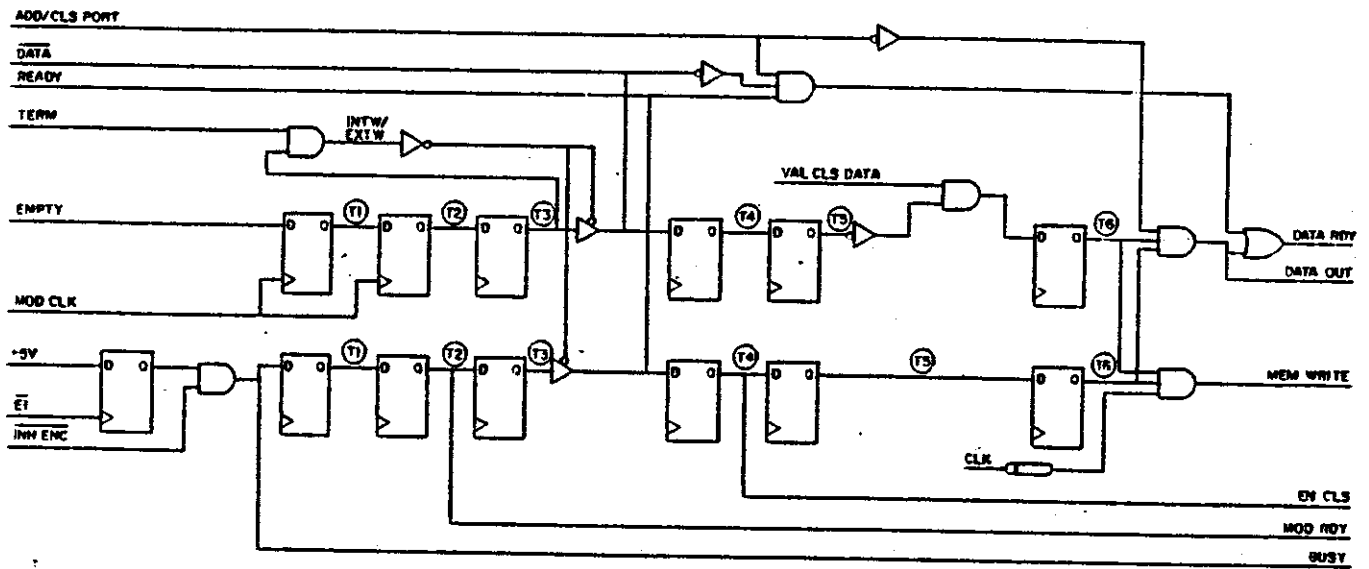 ADD/CLS PORT
DATA
READY
TERM
INTW/
EXTW
VAL CLS DATA
EMPTY
D Q
T1
D Q
T2
D Q
T3
D Q
T4
D Q
T5
D Q
T6
DATA RDY
DATA OUT
MOD CLK
+5V
D Q
D Q
T1
D Q
T2
D Q
T3
D Q
T4
D Q
T5
D Q
T6
MEM WRITE
EI
INH ENC
CLK
EN CLS
MOD RDY
BUSY